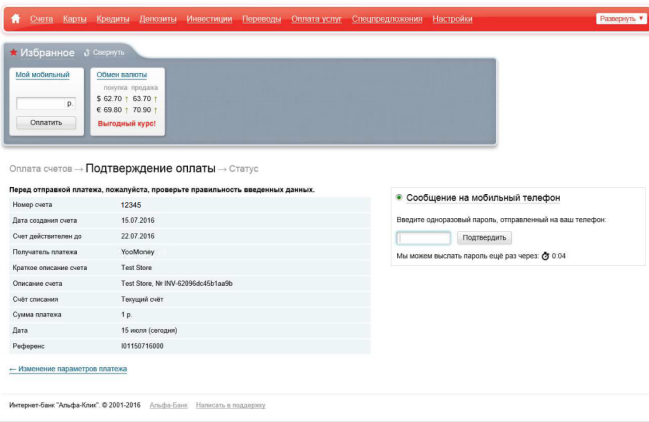 Счета Карты Кредиты Депозиты Инвестиции Переводы Оплата услуг Спецпредложения Настройки Развернуть
Избранное Свернуть
Мой мобильный
р.
Оплатить
Обмен валюты
покупка продажа
$ 62.70 ↑ 63.70 ↑
€ 69.80 ↑ 70.90 ↑
Выгодный курс!
Оплата счетов → Подтверждение оплаты → Статус
Перед отправкой платежа, пожалуйста, проверьте правильность введенных данных.
Номер счета 12345
Дата создания счета 15.07.2016
Счет действителен до 22.07.2016
Получатель платежа YooMoney
Краткое описание счета Test Store
Описание счета Test Store, № INV-62096dc45b1aa9b
Счёт списания Текущий счёт
Сумма платежа 1 р.
Дата 15 июля (сегодня)
Референс I01150716000
← Изменение параметров платежа
Сообщение на мобильный телефон
Введите одноразовый пароль, отправленный на ваш телефон:
Подтвердить
Мы можем выслать пароль ещё раз через: 0:04
Интернет-банк "Альфа-Клик". © 2001-2016 Альфа-Банк Написать в поддержку